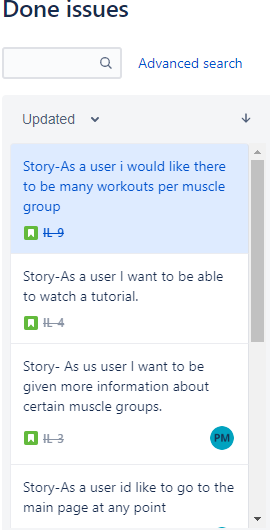 Done issues
Advanced search
Updated
Story-As a user i would like there
to be many workouts per muscle
group
IL-9
Story-As a user I want to be able
to watch a tutorial.
IL-4
Story- As us user I want to be
given more information about
certain muscle groups.
IL-3
PM
Story-As a user id like to go to the
main page at any point